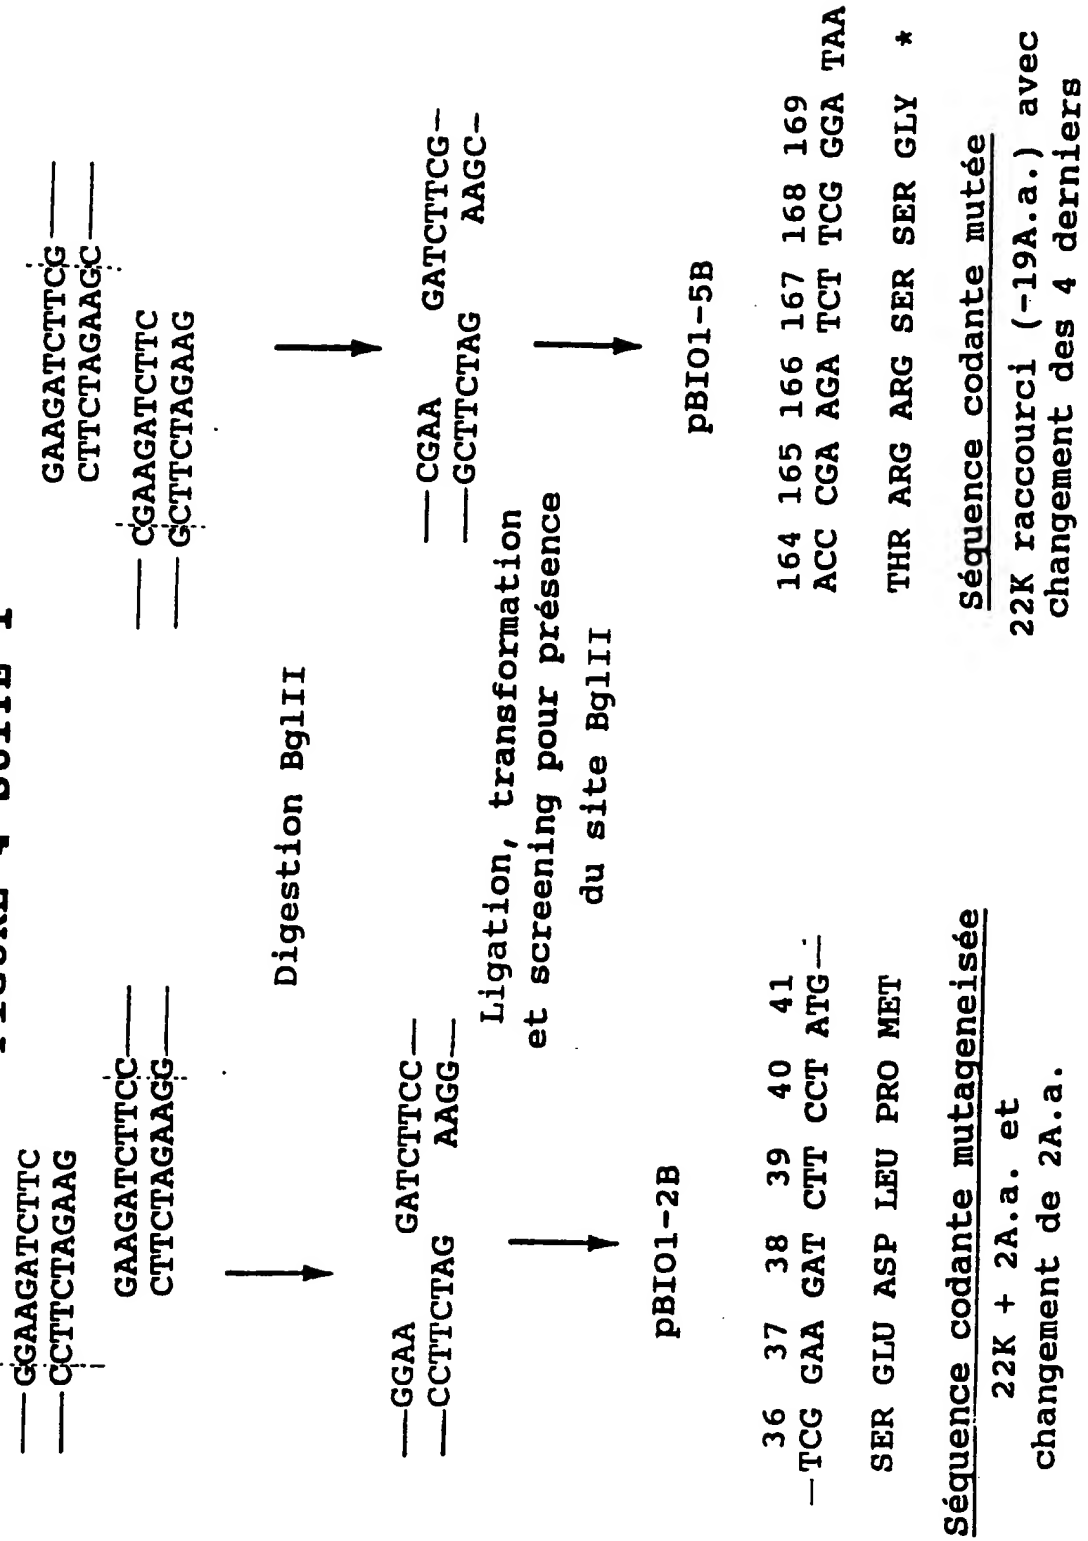 FIGURE 4 SUITE 1
—GGAAGATCTTC
—CCTTCTAGAAG
GAAGATCTTCC—
CTTCTAGAAGG—
GAAGATCTTCG—
CTTCTAGAAGC—
—CGAAGATCTTC
—GCTTCTAGAAG
Digestion BglII
—GGAA GATCTTCC—
—CCTTCTAG AAGG—
—CGAA GATCTTCG—
—GCTTCTAG AAGC—
Ligation, transformation
et screening pour présence
du site BglII
pBIO1-2B
pBIO1-5B
36 37 38 39 40 41
—TCG GAA GAT CTT CCT ATG—
SER GLU ASP LEU PRO MET
Séquence codante mutageneisée
22K + 2A.a. et
changement de 2A.a.
164 165 166 167 168 169
ACC CGA AGA TCT TCG GGA TAA
THR ARG ARG SER SER GLY *
Séquence codante mutée
22K raccourci (-19A.a.) avec
changement des 4 derniers